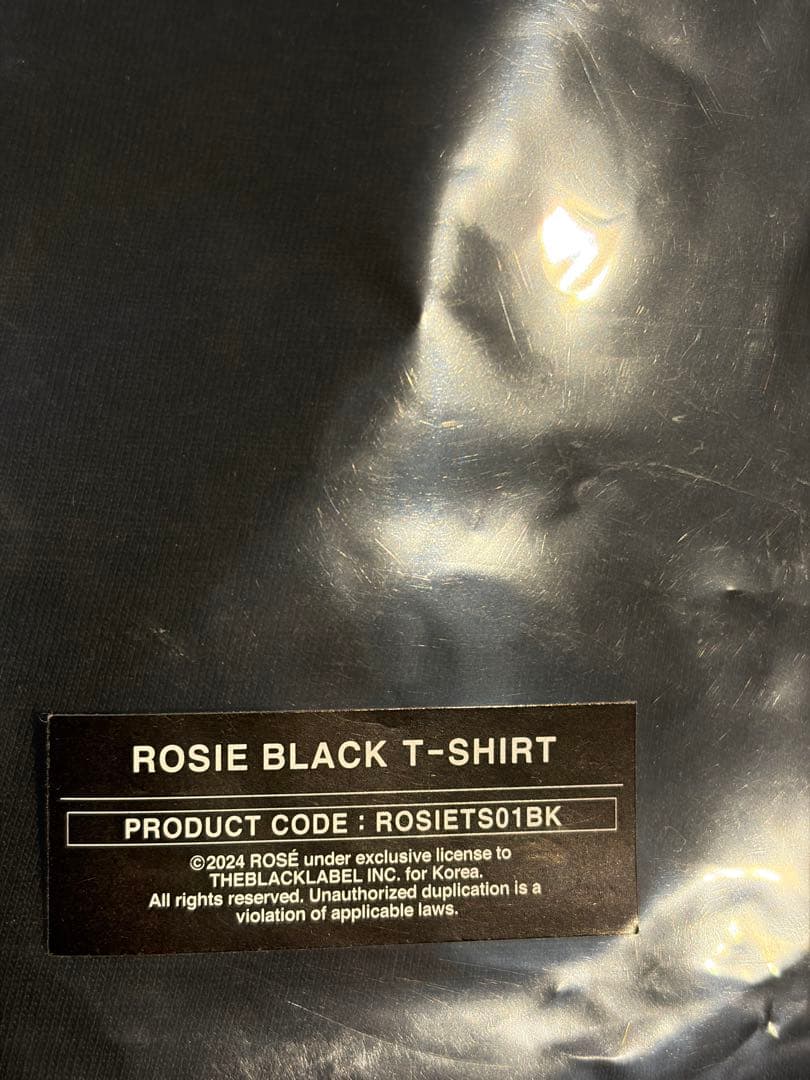 ROSIE BLACK T-SHIRT
PRODUCT CODE : ROSIETS01BK
©2024 ROSÉ under exclusive license to
THEBLACKLABEL INC. for Korea.
All rights reserved. Unauthorized duplication is a
violation of applicable laws.